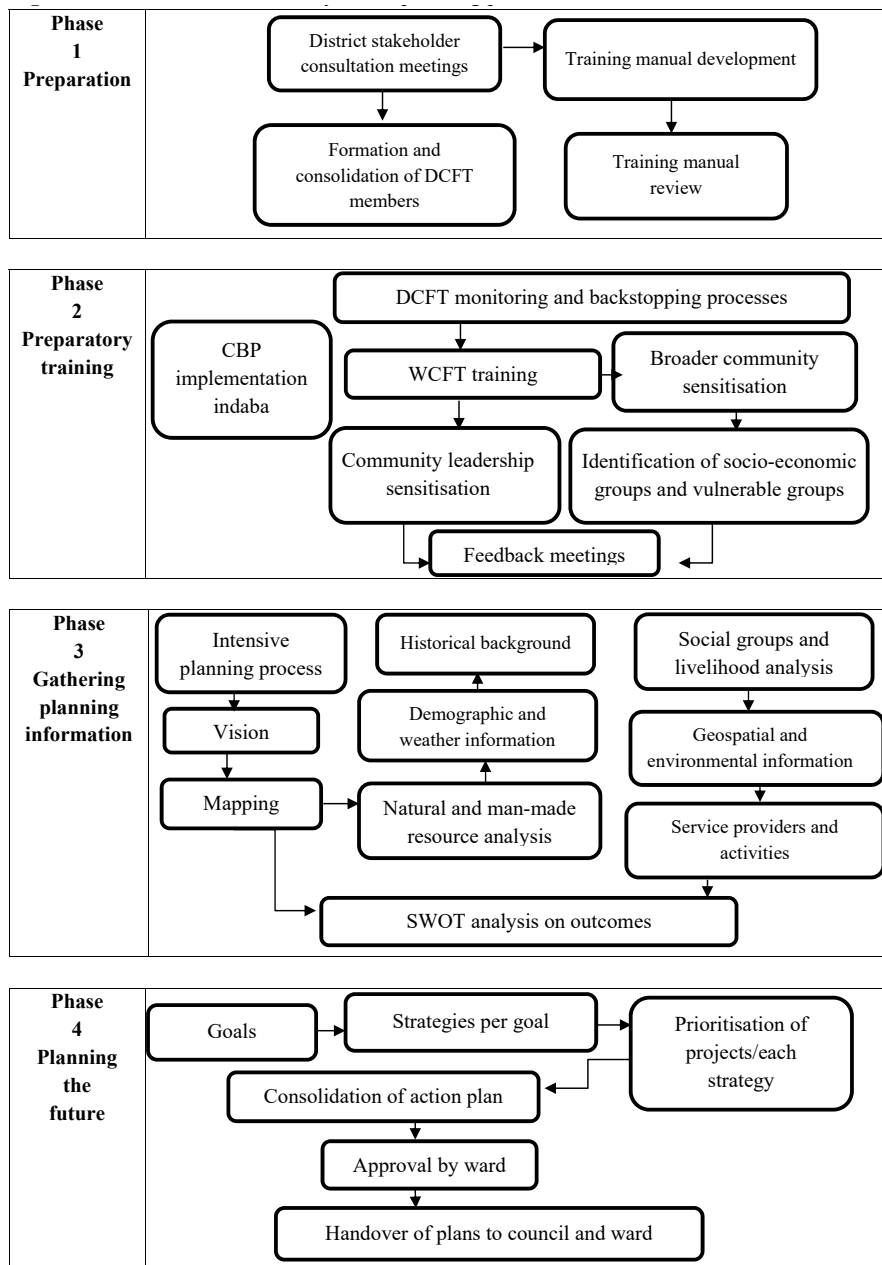 Phase
1
Preparation
District stakeholder
consultation meetings
Training manual development
Formation and
consolidation of DCFT
members
Training manual
review
Phase
2
Preparatory
training
DCFT monitoring and backstopping processes
CBP
implementation
indaba
WCFT training
Broader community
sensitisation
Community leadership
sensitisation
Identification of socio-economic
groups and vulnerable groups
Feedback meetings
Phase
3
Gathering
planning
information
Intensive
planning process
Historical background
Social groups and
livelihood analysis
Vision
Demographic and
weather information
Geospatial and
environmental information
Mapping
Natural and man-made
resource analysis
Service providers and
activities
SWOT analysis on outcomes
Phase
4
Planning
the
future
Goals
Strategies per goal
Prioritisation of
projects/each
strategy
Consolidation of action plan
Approval by ward
Handover of plans to council and ward